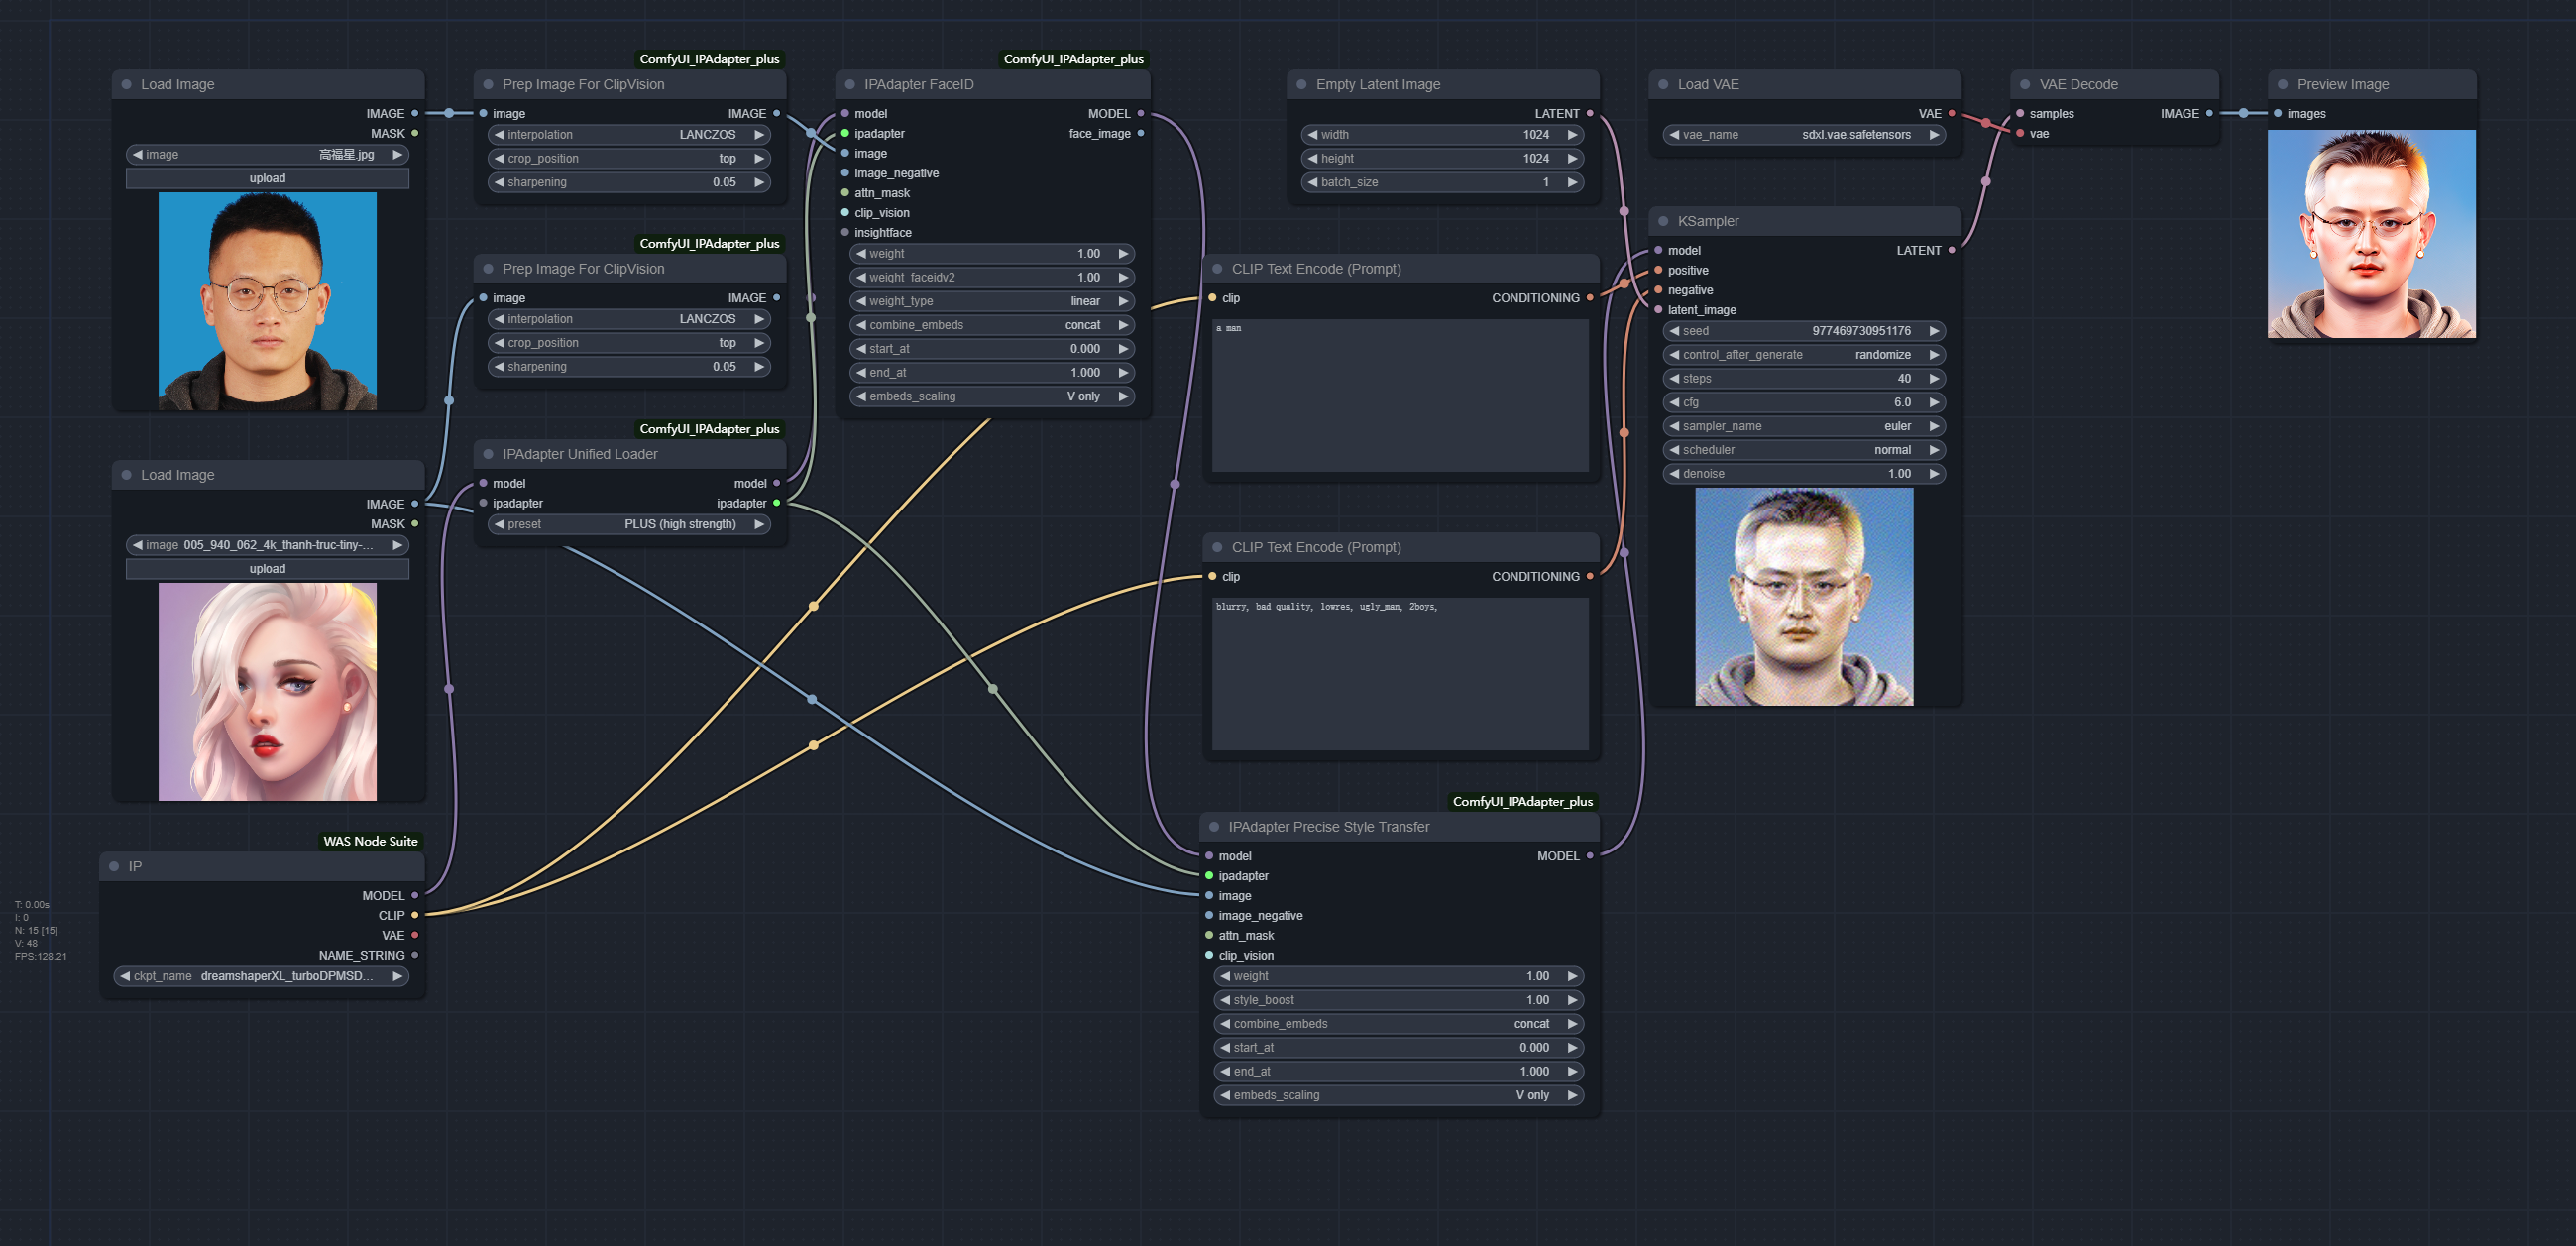 Load Image
IMAGE
MASK
image 高福星.jpg
upload
ComfyUI_IPAdapter_plus
Prep Image For ClipVision
image IMAGE
interpolation LANCZOS
crop_position top
sharpening 0.05
ComfyUI_IPAdapter_plus
Prep Image For ClipVision
image IMAGE
interpolation LANCZOS
crop_position top
sharpening 0.05
ComfyUI_IPAdapter_plus
IPAdapter Unified Loader
model model
ipadapter ipadapter
preset PLUS (high strength)
Load Image
IMAGE
MASK
image 005_940_062_4k_thanh-truc-tiny-...
upload
WAS Node Suite
IP
MODEL
CLIP
VAE
NAME_STRING
ckpt_name dreamshaperXL_turboDPMSD...
T: 0.00s
I: 0
N: 15 [15]
V: 48
FPS:128.21
ComfyUI_IPAdapter_plus
IPAdapter FaceID
model MODEL
ipadapter face_image
image
image_negative
attn_mask
clip_vision
insightface
weight 1.00
weight_faceidv2 1.00
weight_type linear
combine_embeds concat
start_at 0.000
end_at 1.000
embeds_scaling V only
Empty Latent Image
LATENT
width 1024
height 1024
batch_size 1
CLIP Text Encode (Prompt)
clip CONDITIONING
a man
CLIP Text Encode (Prompt)
clip CONDITIONING
blurry, bad quality, lowres, ugly_man, 2boys,
ComfyUI_IPAdapter_plus
IPAdapter Precise Style Transfer
model MODEL
ipadapter
image
image_negative
attn_mask
clip_vision
weight 1.00
style_boost 1.00
combine_embeds concat
start_at 0.000
end_at 1.000
embeds_scaling V only
Load VAE
VAE
vae_name sdxl.vae.safetensors
KSampler
model LATENT
positive
negative
latent_image
seed 977469730951176
control_after_generate randomize
steps 40
cfg 6.0
sampler_name euler
scheduler normal
denoise 1.00
VAE Decode
samples IMAGE
vae
Preview Image
images